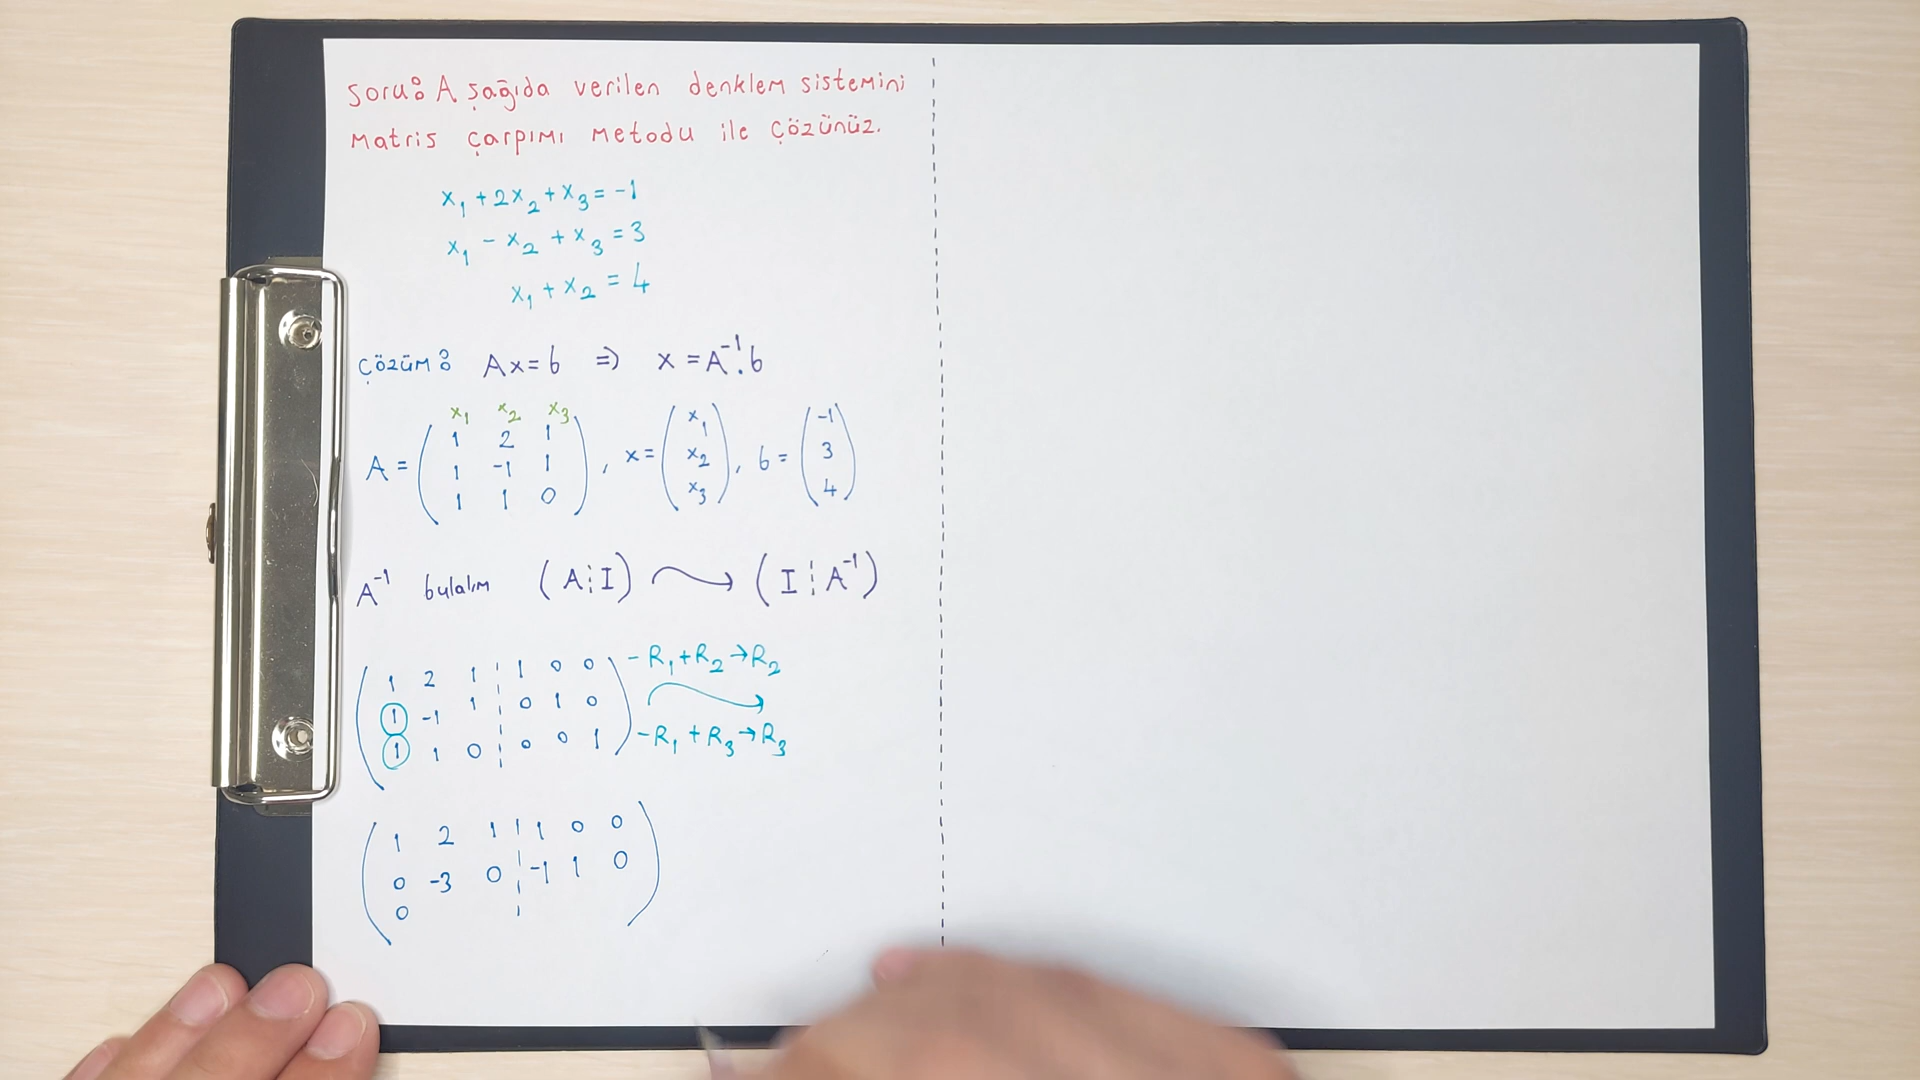 Soru: Aşağıda verilen denklem sistemini
Matris çarpımı metodu ile çözünüz.
x₁ + 2x₂ + x₃ = -1
x₁ - x₂ + x₃ = 3
x₁ + x₂ = 4
Çözüm: Ax = b ⇒ x = A⁻¹.b
x₁ x₂ x₃
A = ( 1 2 1 ; 1 -1 1 ; 1 1 0 ), x = ( x₁ ; x₂ ; x₃ ), b = ( -1 ; 3 ; 4 )
A⁻¹ bulalım (A ¦ I) → (I ¦ A⁻¹)
( 1 2 1 ¦ 1 0 0 ) -R₁ + R₂ → R₂
( 1 -1 1 ¦ 0 1 0 ) →
( 1 1 0 ¦ 0 0 1 ) -R₁ + R₃ → R₃
( 1 2 1 ¦ 1 0 0 )
( 0 -3 0 ¦ -1 1 0 )
( 0 ¦ )